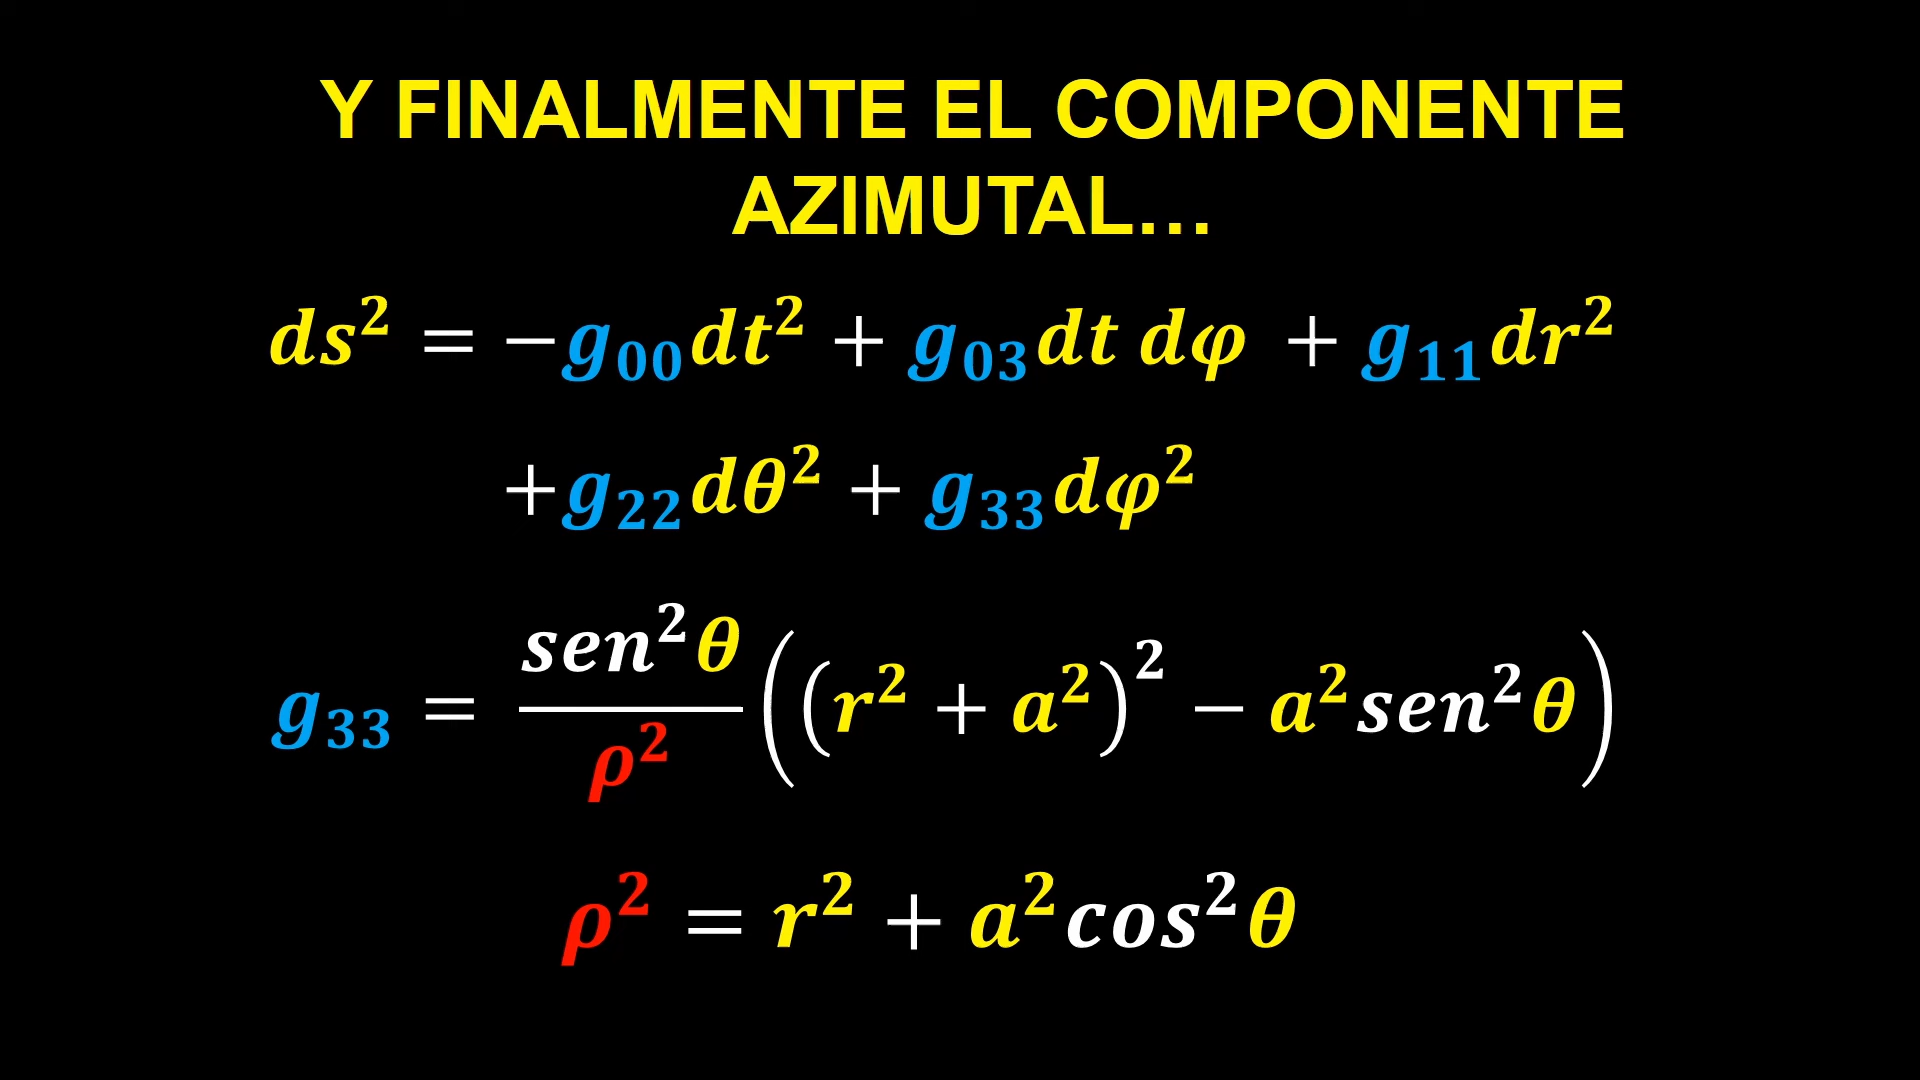 Y FINALMENTE EL COMPONENTE
AZIMUTAL…
ds² = −g₀₀dt² + g₀₃dt dφ + g₁₁dr²
+g₂₂dθ² + g₃₃dφ²
g₃₃ = sen²θ/ρ² ((r² + a²)² − a²sen²θ)
ρ² = r² + a²cos²θ